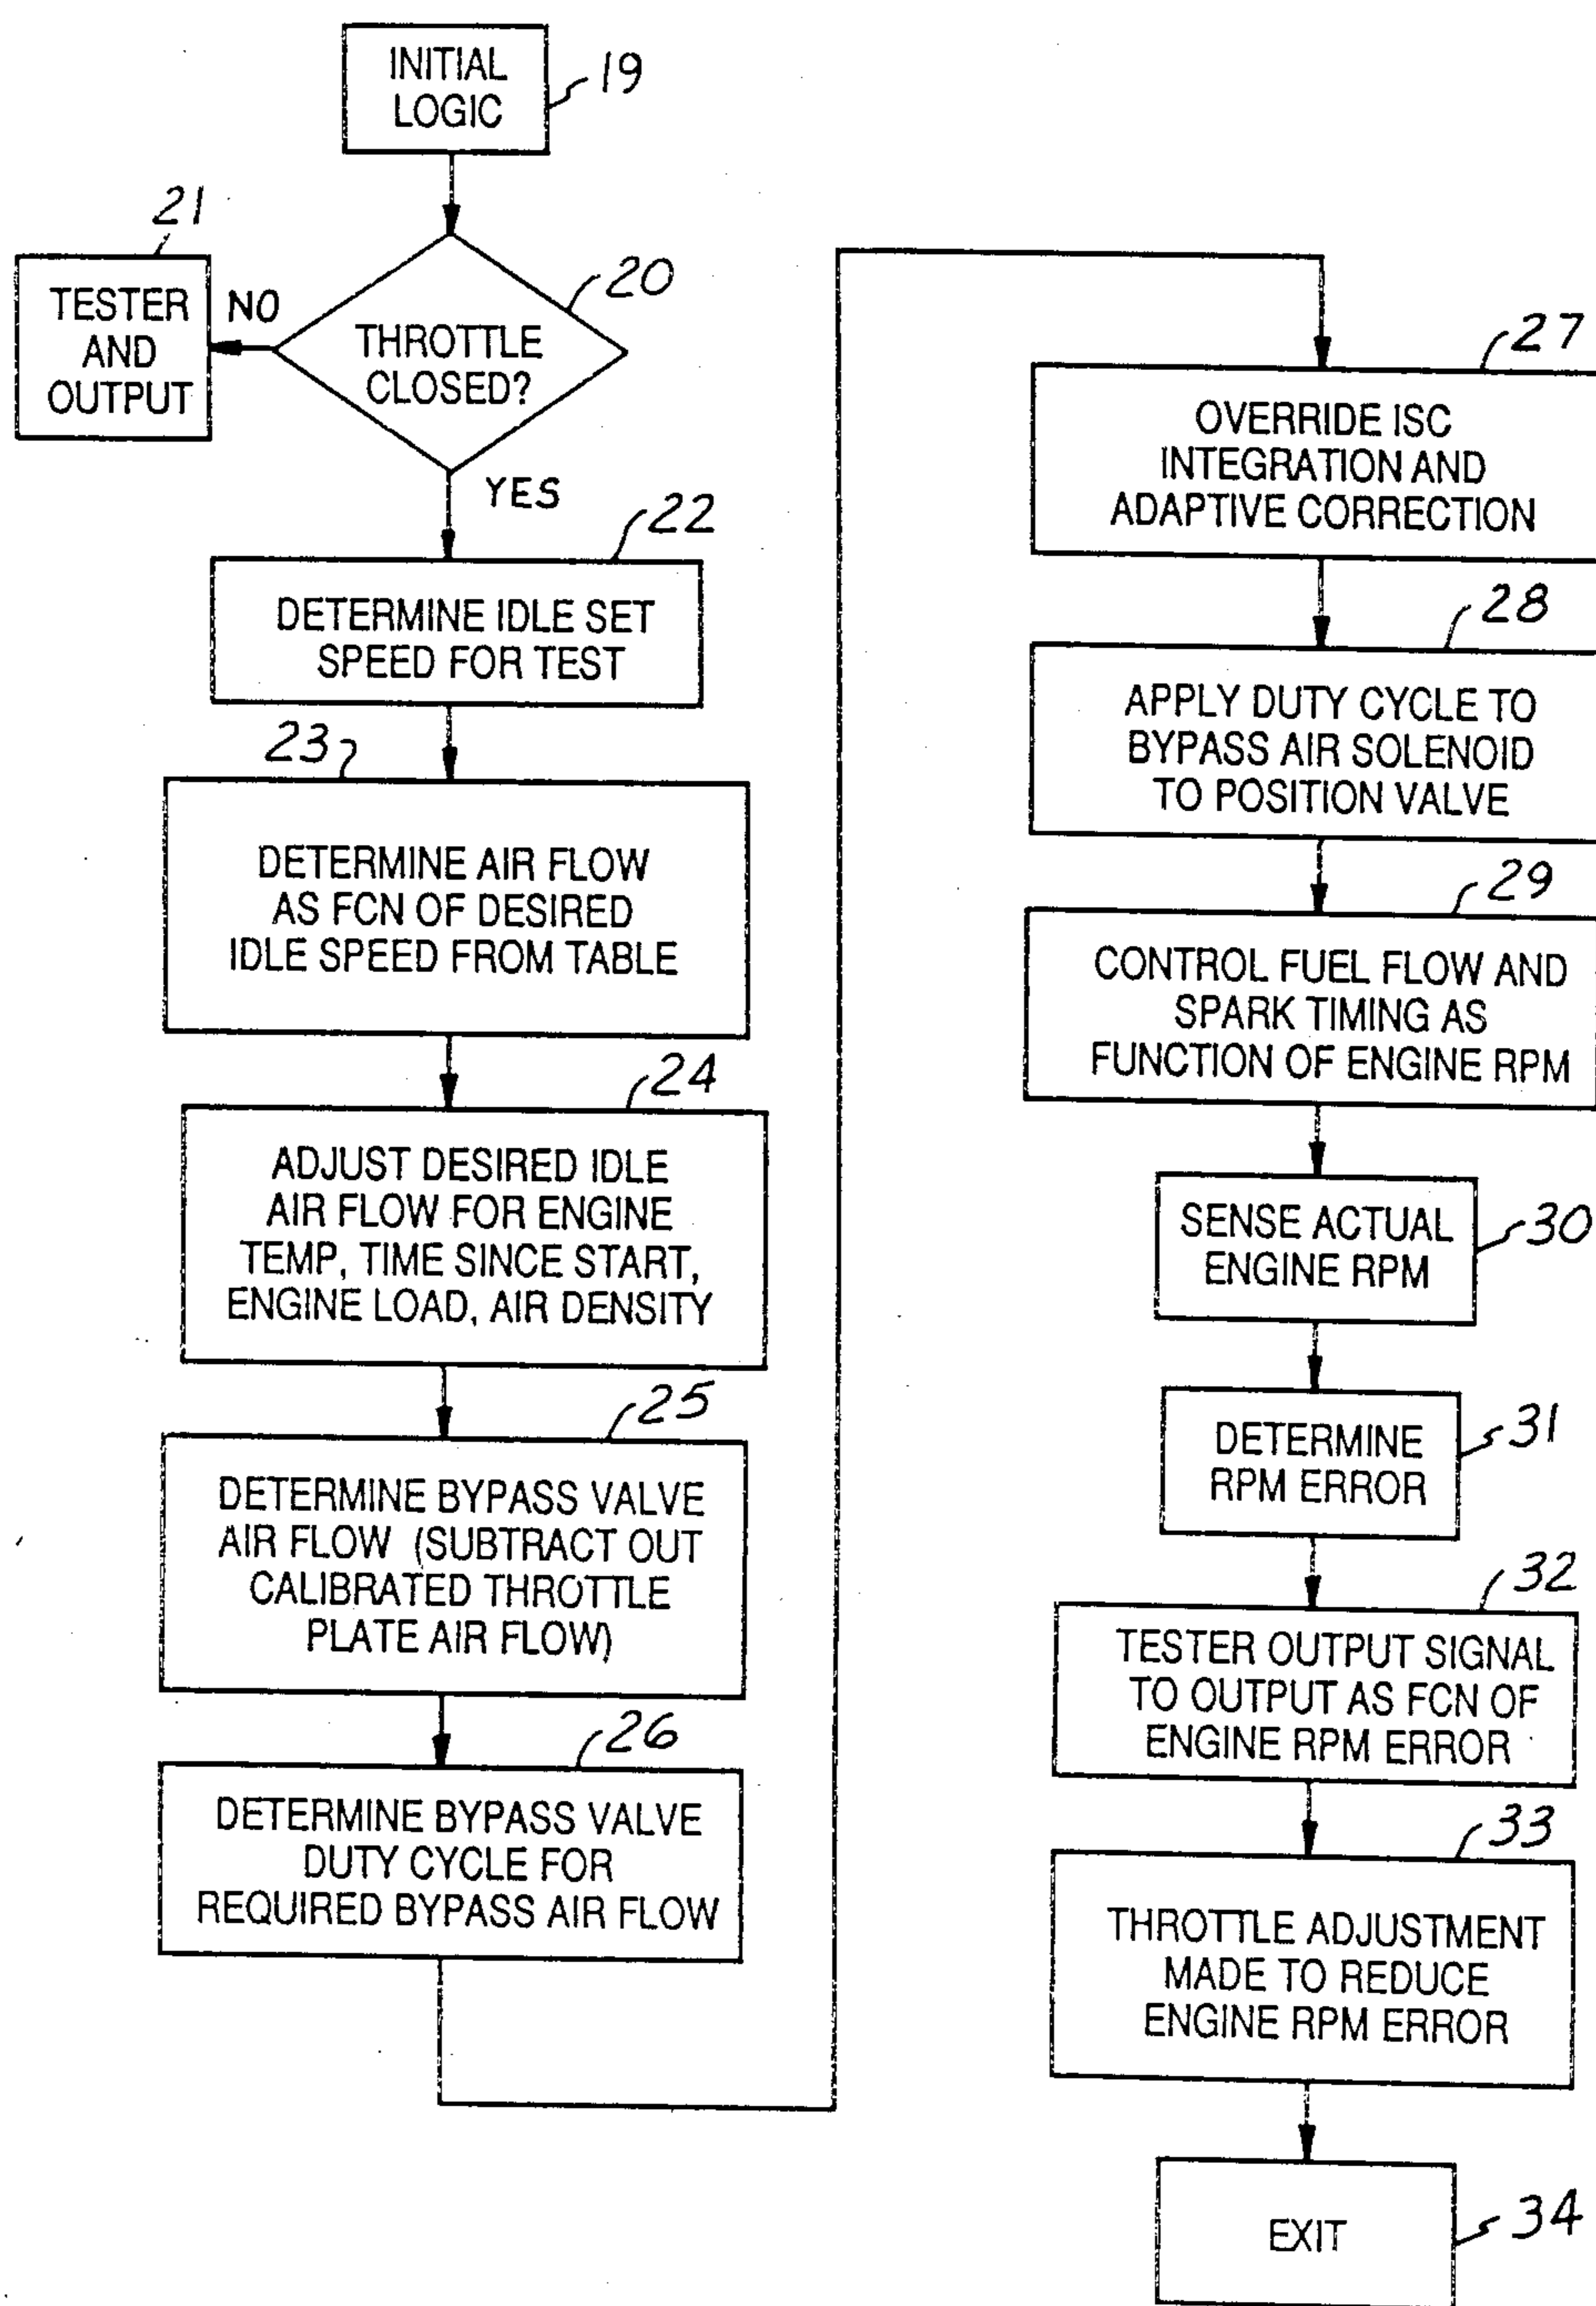 INITIAL
LOGIC
19
20
THROTTLE
CLOSED?
NO
21
TESTER
AND
OUTPUT
YES
22
DETERMINE IDLE SET
SPEED FOR TEST
23
DETERMINE AIR FLOW
AS FCN OF DESIRED
IDLE SPEED FROM TABLE
24
ADJUST DESIRED IDLE
AIR FLOW FOR ENGINE
TEMP, TIME SINCE START,
ENGINE LOAD, AIR DENSITY
25
DETERMINE BYPASS VALVE
AIR FLOW (SUBTRACT OUT
CALIBRATED THROTTLE
PLATE AIR FLOW)
26
DETERMINE BYPASS VALVE
DUTY CYCLE FOR
REQUIRED BYPASS AIR FLOW
27
OVERRIDE ISC
INTEGRATION AND
ADAPTIVE CORRECTION
28
APPLY DUTY CYCLE TO
BYPASS AIR SOLENOID
TO POSITION VALVE
29
CONTROL FUEL FLOW AND
SPARK TIMING AS
FUNCTION OF ENGINE RPM
SENSE ACTUAL
ENGINE RPM
30
DETERMINE
RPM ERROR
31
32
TESTER OUTPUT SIGNAL
TO OUTPUT AS FCN OF
ENGINE RPM ERROR
33
THROTTLE ADJUSTMENT
MADE TO REDUCE
ENGINE RPM ERROR
EXIT
34